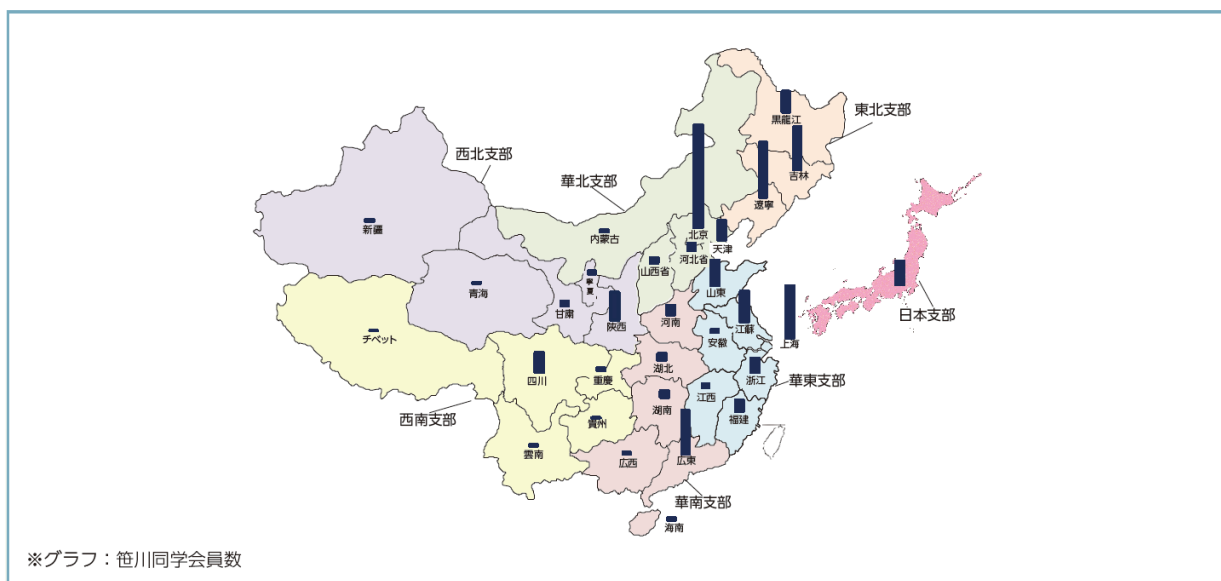 東北支部
黒龍江
西北支部
吉林
華北支部
遼寧
新疆
内蒙古
北京
天津
河北省
山西省
寧夏
青海
山東
甘粛
陝西
河南
江蘇
上海
日本支部
チベット
安徽
湖北
四川
重慶
浙江
華東支部
江西
西南支部
湖南
福建
貴州
雲南
広西
広東
華南支部
海南
※グラフ：笹川同学会員数